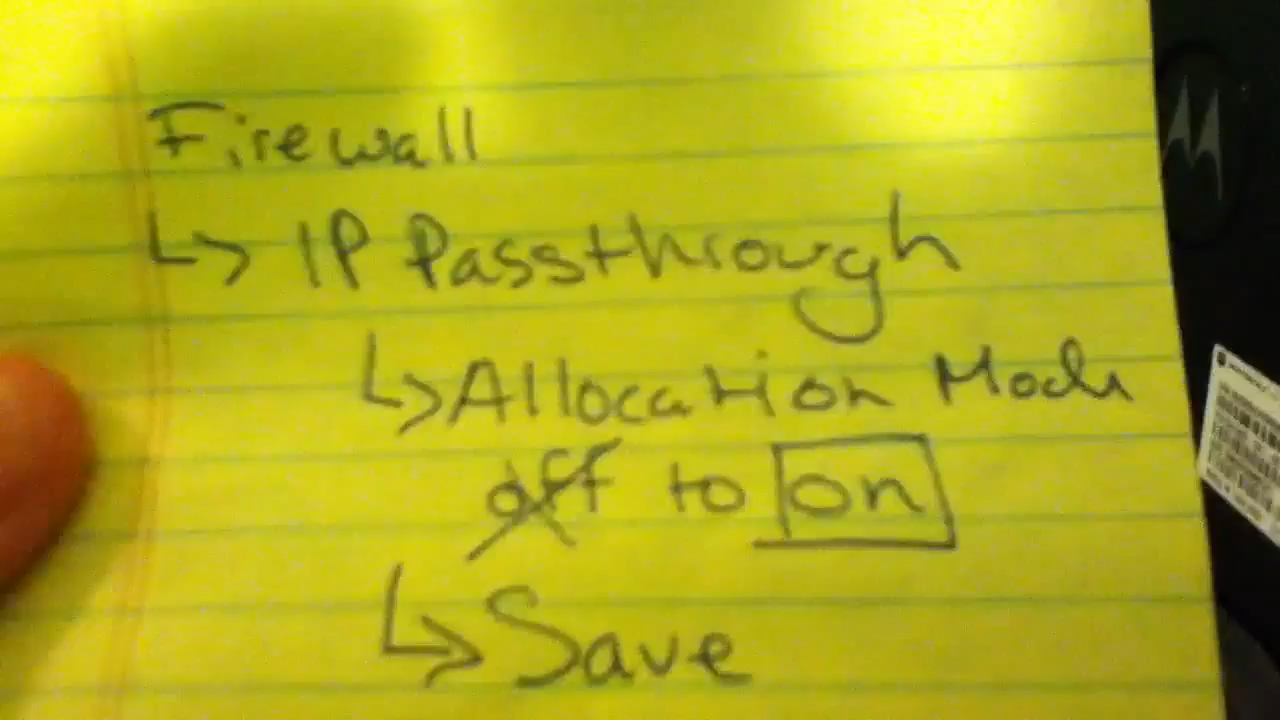 Firewall
↳ IP Passthrough
↳ Allocation Mode
off to on
↳ Save